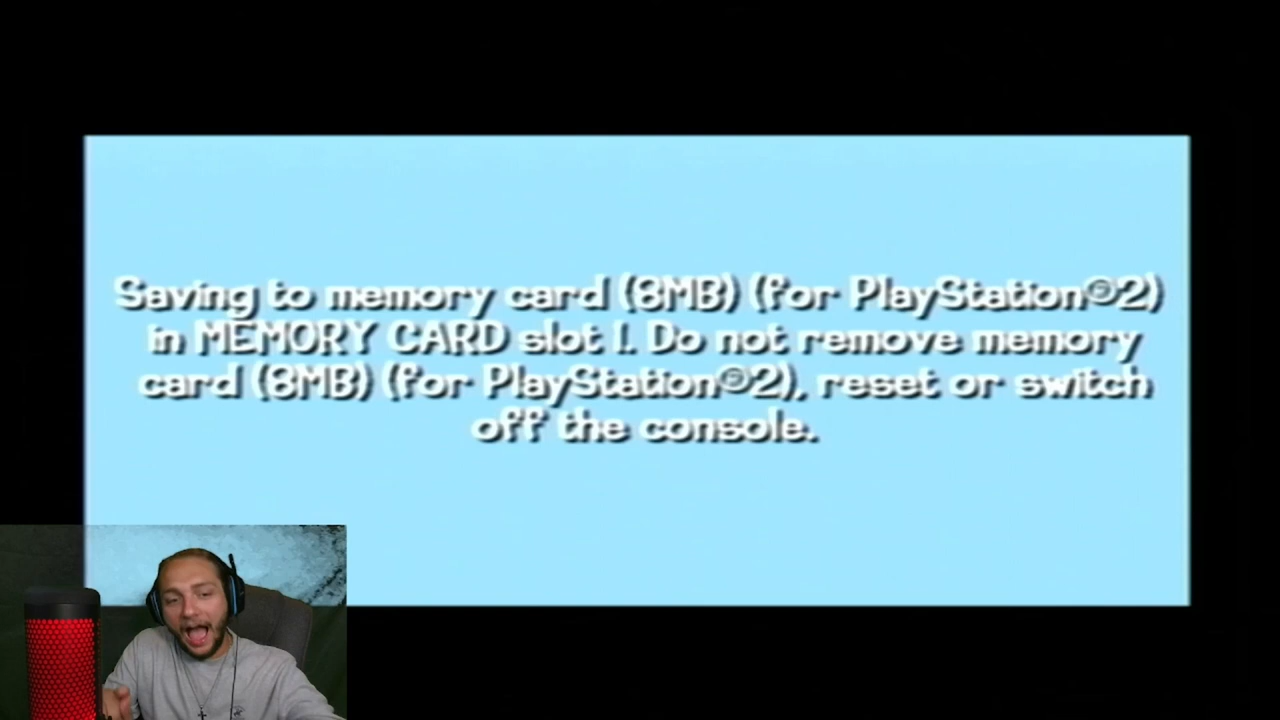 Saving to memory card (8MB) (for PlayStation®2)
in MEMORY CARD slot 1. Do not remove memory
card (8MB) (for PlayStation®2), reset or switch
off the console.